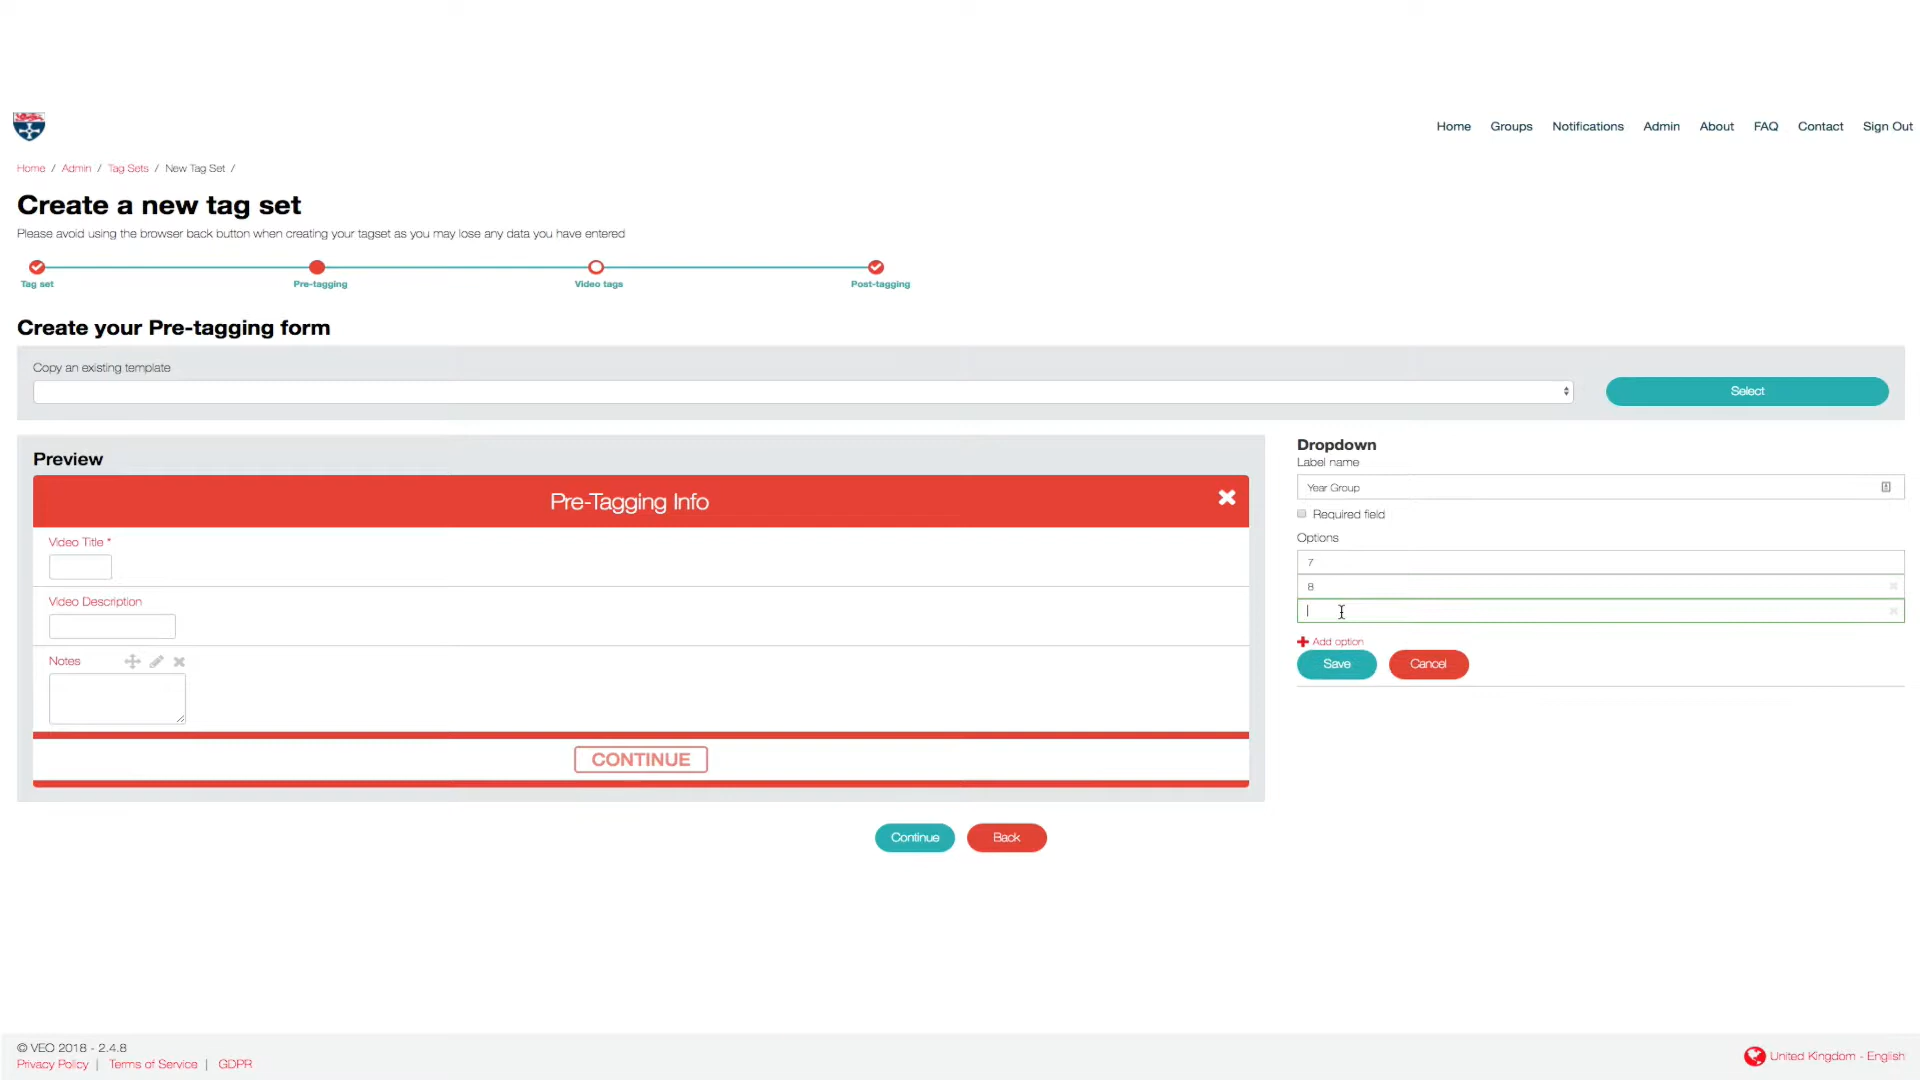 Home Groups Notifications Admin About FAQ Contact Sign Out
Home / Admin / Tag Sets / New Tag Set /
Create a new tag set
Please avoid using the browser back button when creating your tagset as you may lose any data you have entered
Tag set Pre-tagging Video tags Post-tagging
Create your Pre-tagging form
Copy an existing template
Select
Preview
Pre-Tagging Info
Video Title *
Video Description
Notes
CONTINUE
Dropdown
Label name
Year Group
Required field
Options
7
8
Add option
Save Cancel
Continue Back
© VEO 2018 - 2.4.8
Privacy Policy | Terms of Service | GDPR
United Kingdom - English